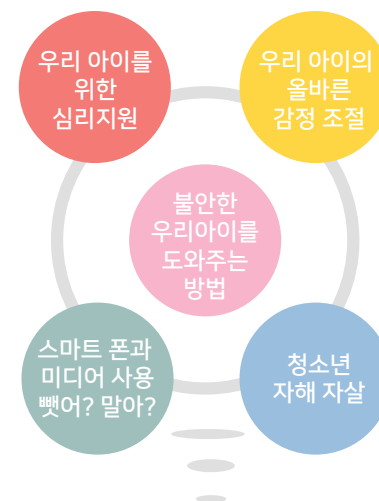 우리 아이를
위한
심리지원
우리 아이의
올바른
감정 조절
불안한
우리아이를
도와주는
방법
스마트 폰과
미디어 사용
뺏어? 말아?
청소년
자해 자살